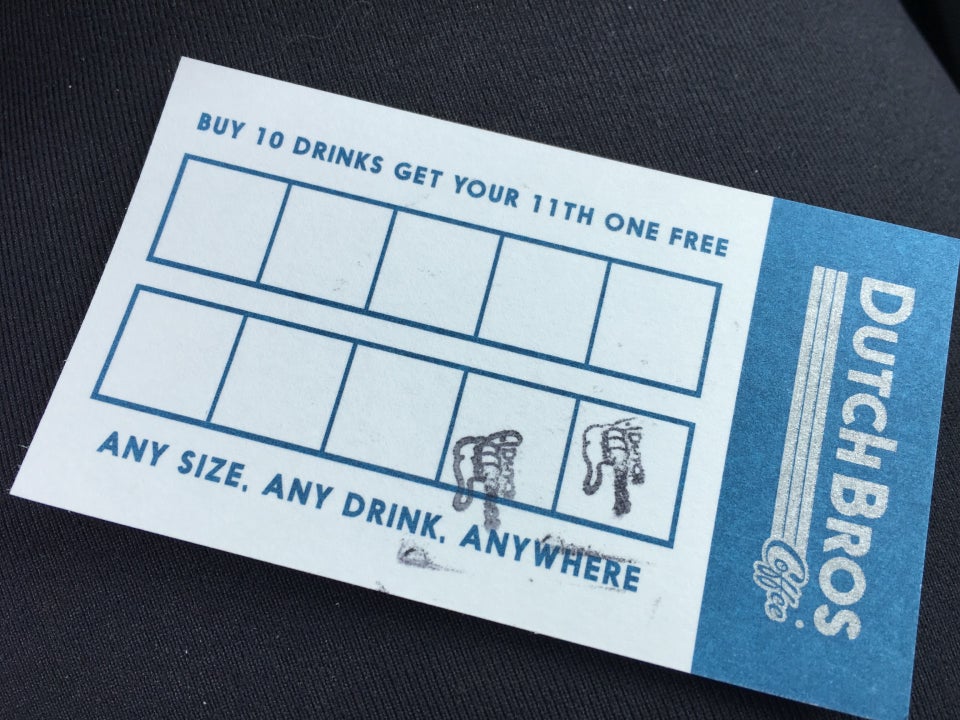 BUY 10 DRINKS GET YOUR 11TH ONE FREE
ANY SIZE, ANY DRINK, ANYWHERE
DUTCH BROS
Coffee